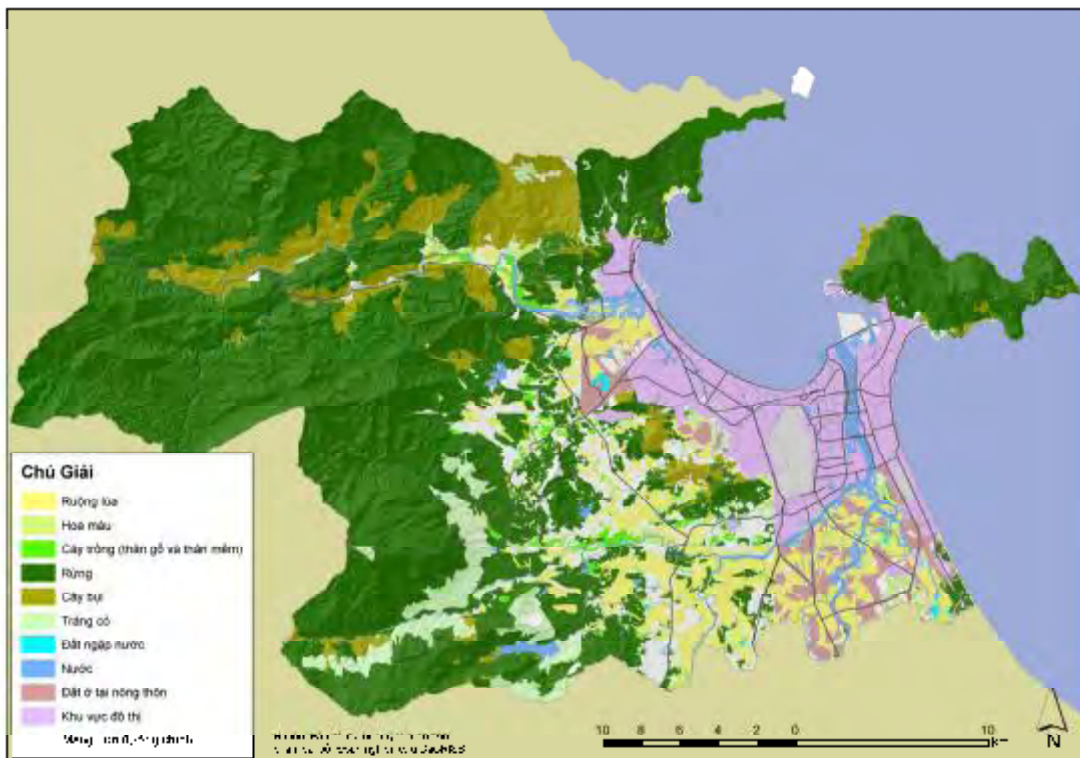 Chú Giải
Ruộng lúa
Hoa màu
Cây trồng (thân gỗ và thân mềm)
Rừng
Cây bụi
Trảng cỏ
Đất ngập nước
Nước
Đất ở tại nông thôn
Khu vực đô thị
10 8 6 4 2 0 10
km
N